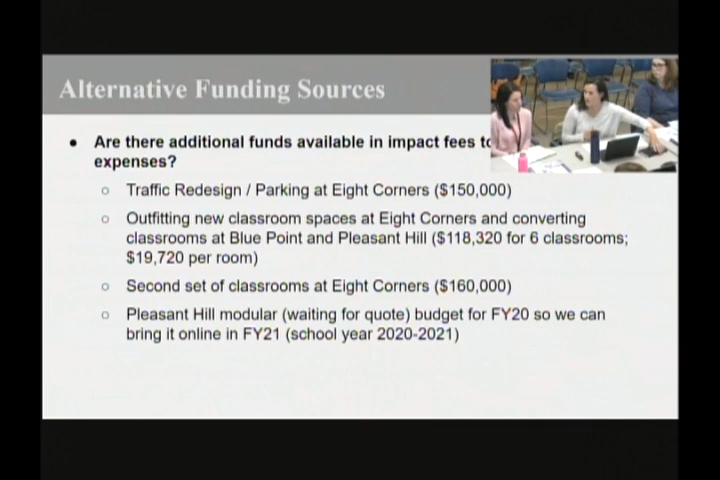 Alternative Funding Sources
• Are there additional funds available in impact fees
expenses?
○ Traffic Redesign / Parking at Eight Corners ($150,000)
○ Outfitting new classroom spaces at Eight Corners and converting
classrooms at Blue Point and Pleasant Hill ($118,320 for 6 classrooms;
$19,720 per room)
○ Second set of classrooms at Eight Corners ($160,000)
○ Pleasant Hill modular (waiting for quote) budget for FY20 so we can
bring it online in FY21 (school year 2020-2021)